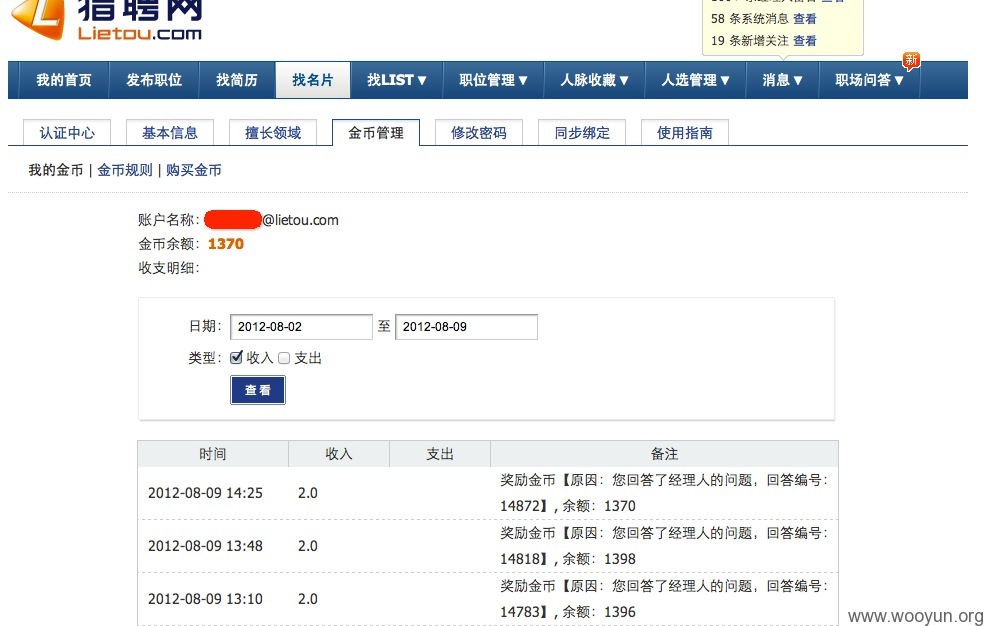 猎聘网
Lietou.com
58 条系统消息 查看
19 条新增关注 查看
新
我的首页 发布职位 找简历 找名片 找LIST▼ 职位管理▼ 人脉收藏▼ 人选管理▼ 消息▼ 职场问答▼
认证中心 基本信息 擅长领域 金币管理 修改密码 同步绑定 使用指南
我的金币 | 金币规则 | 购买金币
账户名称： @lietou.com
金币余额：1370
收支明细：
日期：2012-08-02 至 2012-08-09
类型： 收入 支出
查看
时间 收入 支出 备注
2012-08-09 14:25 2.0 奖励金币【原因：您回答了经理人的问题，回答编号：
14872】, 余额：1370
2012-08-09 13:48 2.0 奖励金币【原因：您回答了经理人的问题，回答编号：
14818】, 余额：1398
2012-08-09 13:10 2.0 奖励金币【原因：您回答了经理人的问题，回答编号：
14783】, 余额：1396
www.wooyun.org